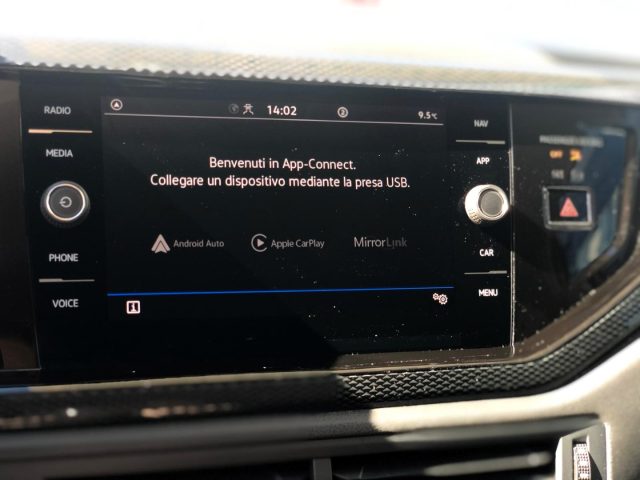 RADIO
MEDIA
PHONE
VOICE
14:02
2
9.5°C
Benvenuti in App-Connect.
Collegare un dispositivo mediante la presa USB.
Android Auto
Apple CarPlay
MirrorLink
NAV
APP
CAR
MENU
OFF